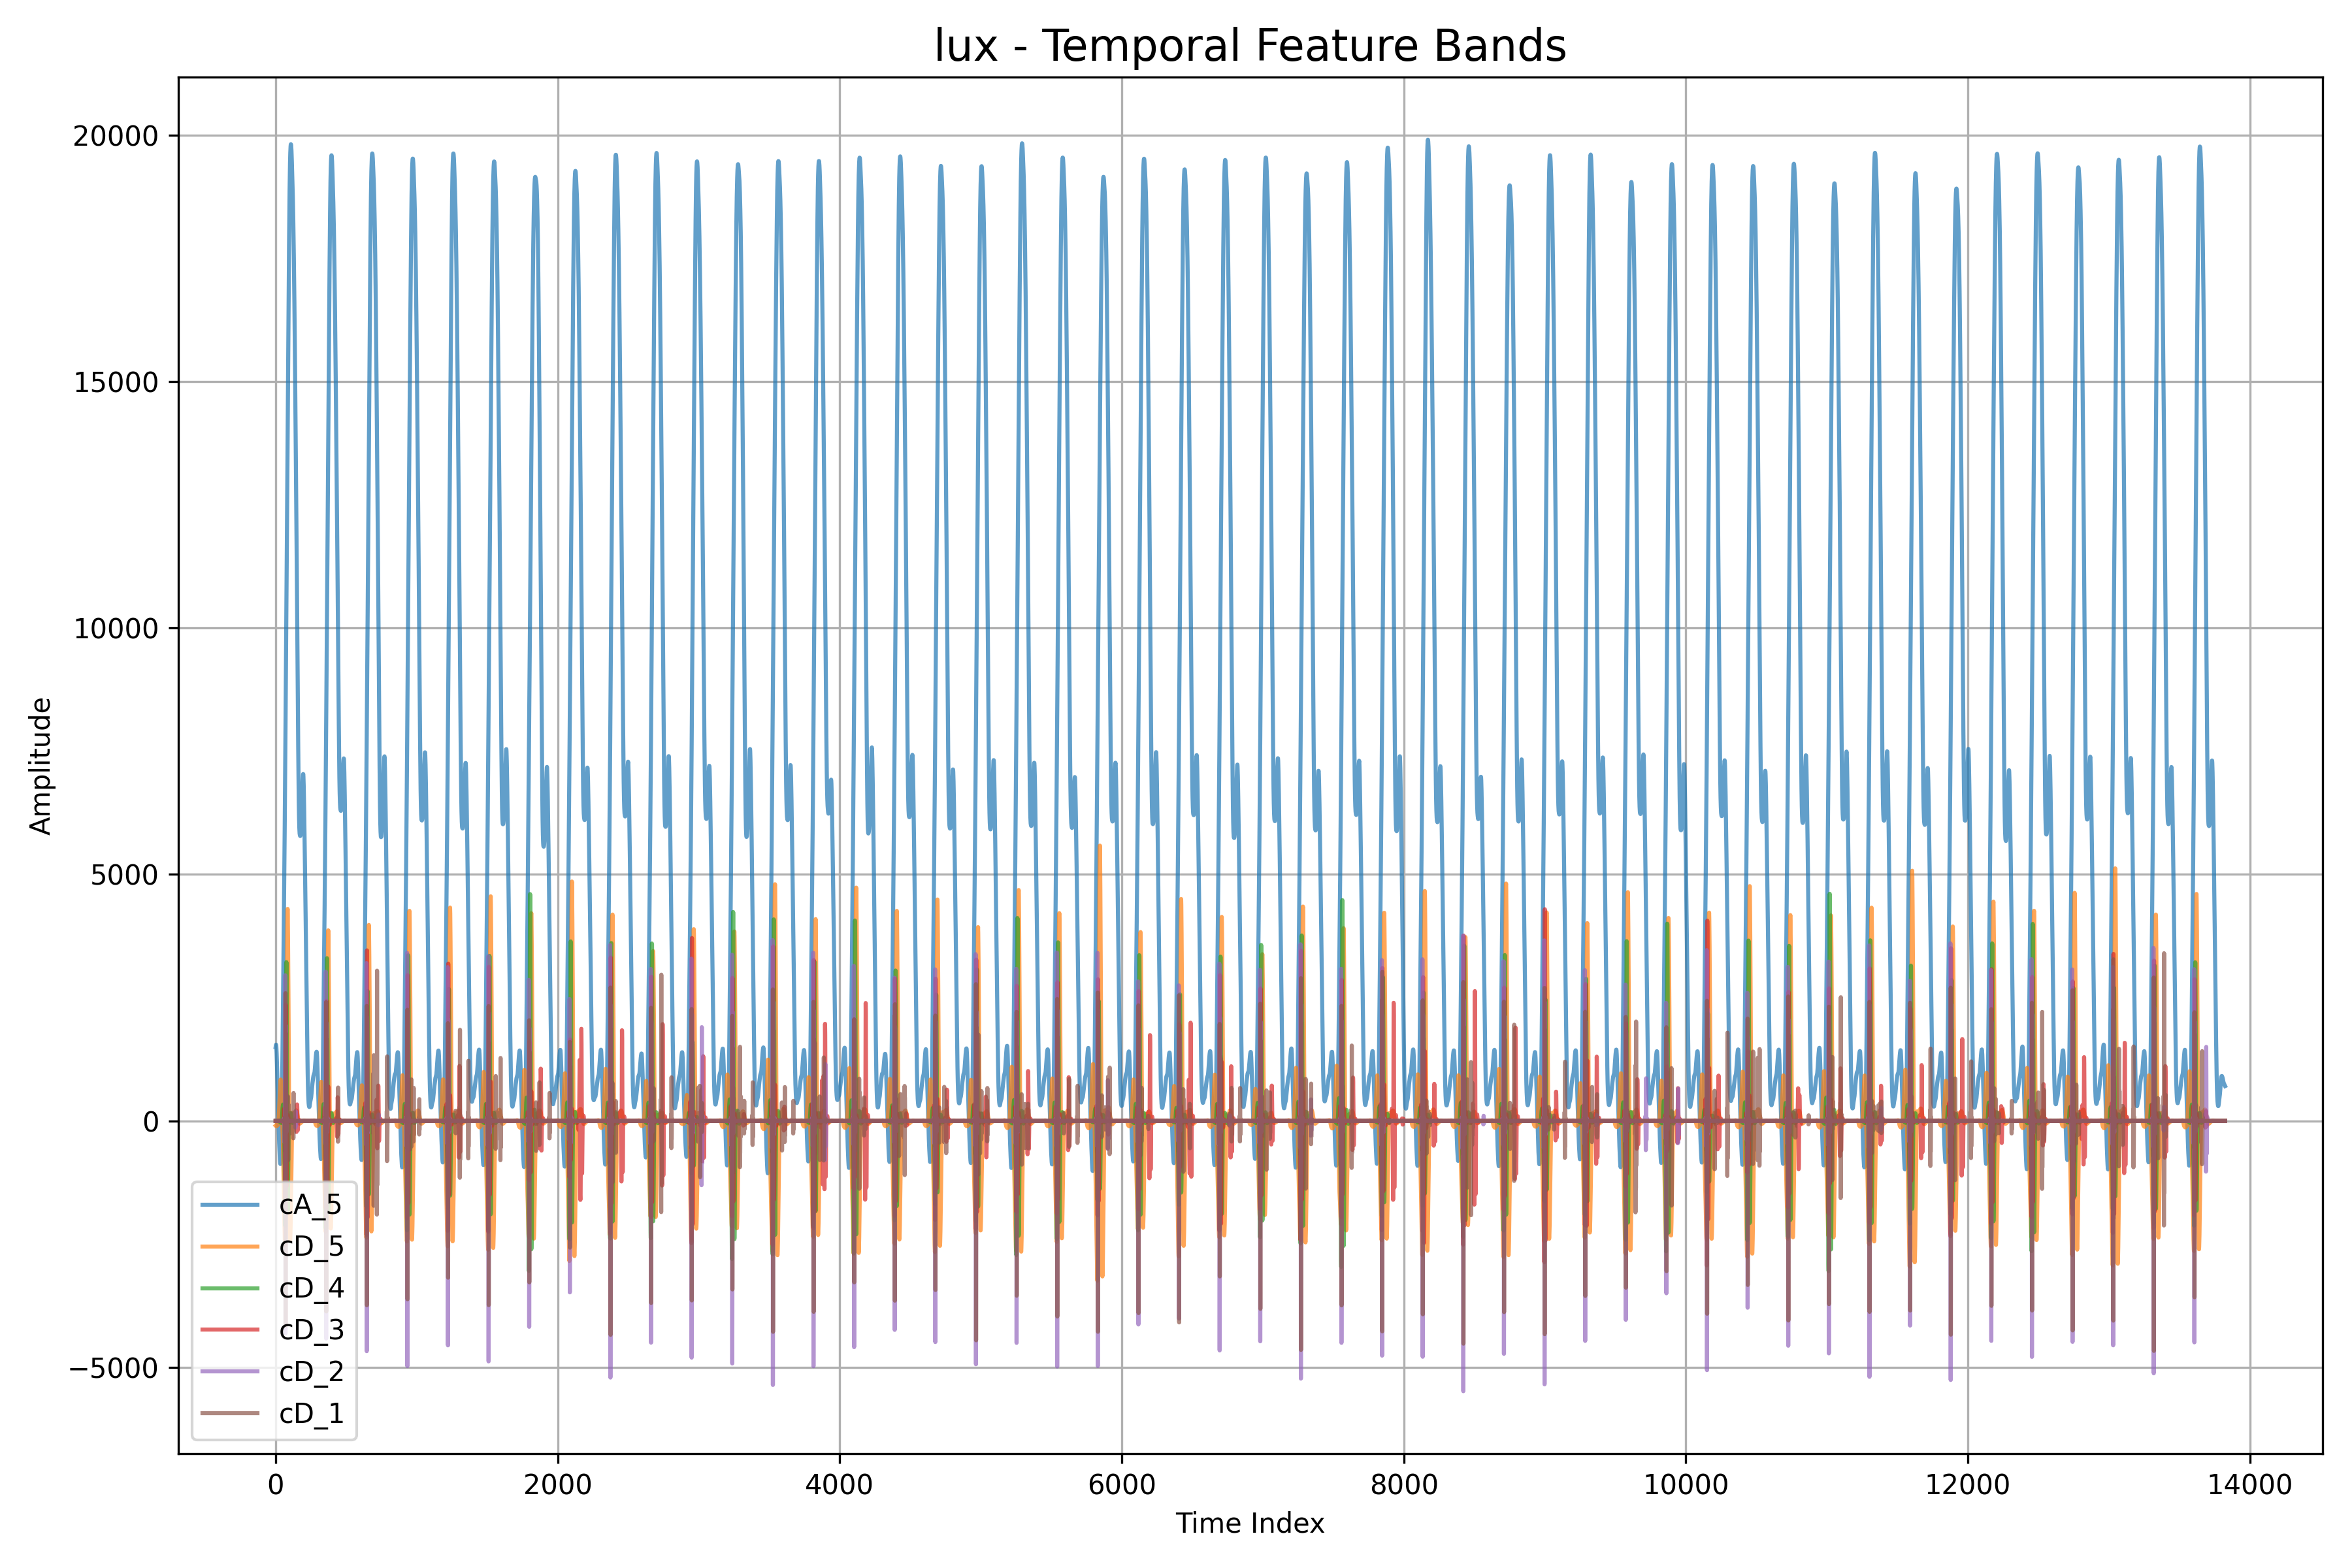 lux - Temporal Feature Bands
20000
15000
10000
5000
0
−5000
Amplitude
cA_5
cD_5
cD_4
cD_3
cD_2
cD_1
0 2000 4000 6000 8000 10000 12000 14000
Time Index